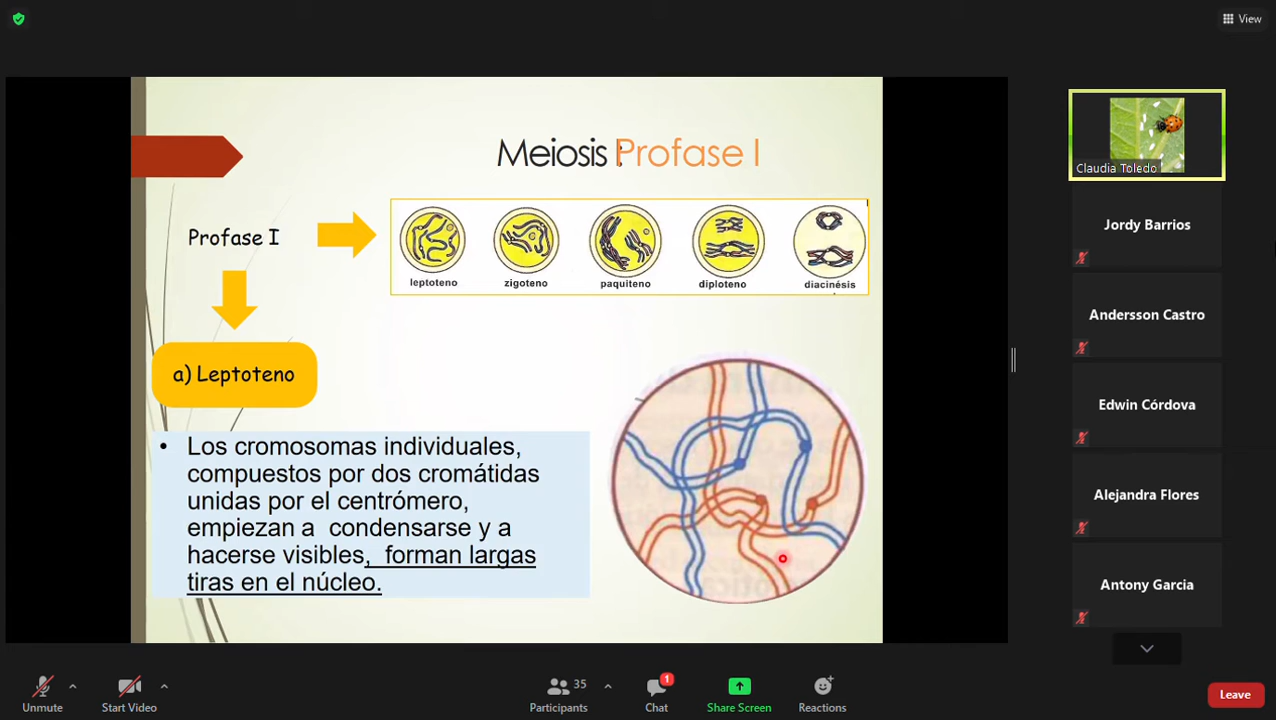 View
Meiosis : Profase I
Profase I
leptoteno
zigoteno
paquiteno
diploteno
diacinésis
a) Leptoteno
• Los cromosomas individuales,
compuestos por dos cromátidas
unidas por el centrómero,
empiezan a condensarse y a
hacerse visibles, forman largas
tiras en el núcleo.
Claudia Toledo
Jordy Barrios
Andersson Castro
Edwin Córdova
Alejandra Flores
Antony Garcia
Unmute
Start Video
35
Participants
1
Chat
Share Screen
Reactions
Leave